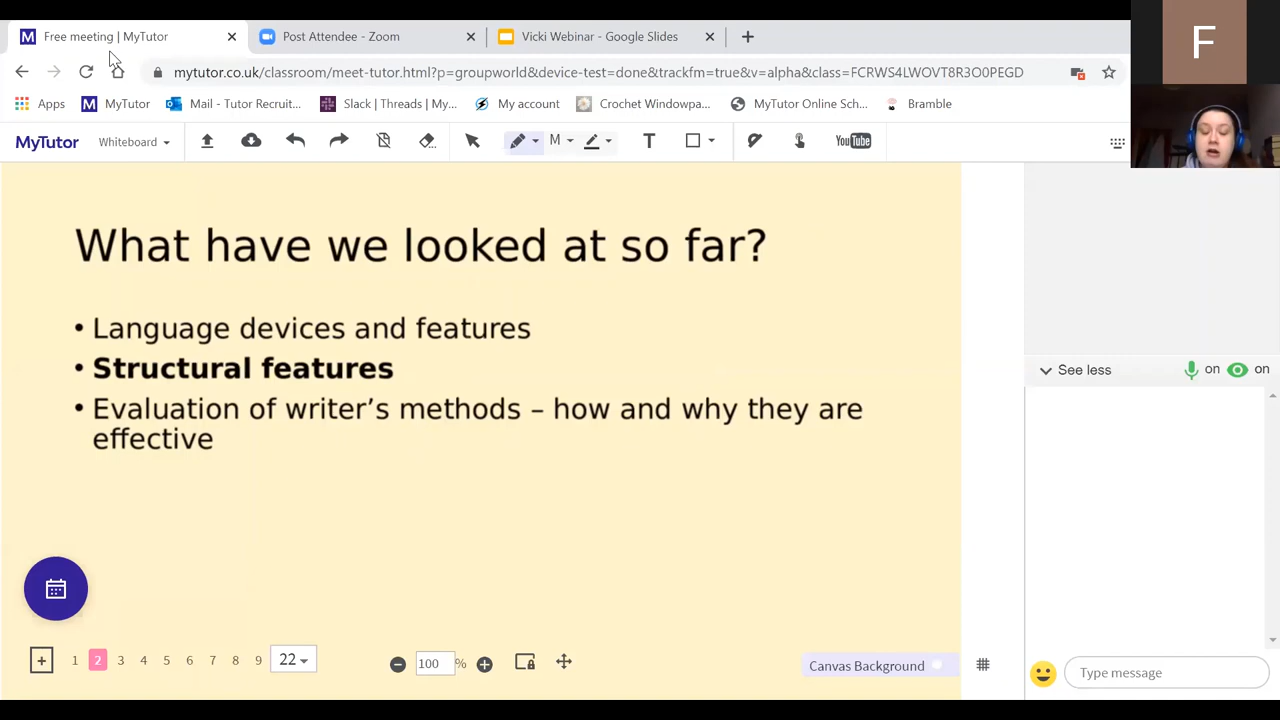 Free meeting | MyTutor
Post Attendee - Zoom
Vicki Webinar - Google Slides
F
mytutor.co.uk/classroom/meet-tutor.html?p=groupworld&device-test=done&trackfm=true&v=alpha&class=FCRWS4LWOVT8R3O0PEGD
Apps
MyTutor
Mail - Tutor Recruit...
Slack | Threads | My...
My account
Crochet Windowpa...
MyTutor Online Sch...
Bramble
MyTutor
Whiteboard
M
T
YouTube
What have we looked at so far?
• Language devices and features
• Structural features
• Evaluation of writer's methods – how and why they are
effective
See less
on
on
1 2 3 4 5 6 7 8 9 22
100 %
Canvas Background
Type message